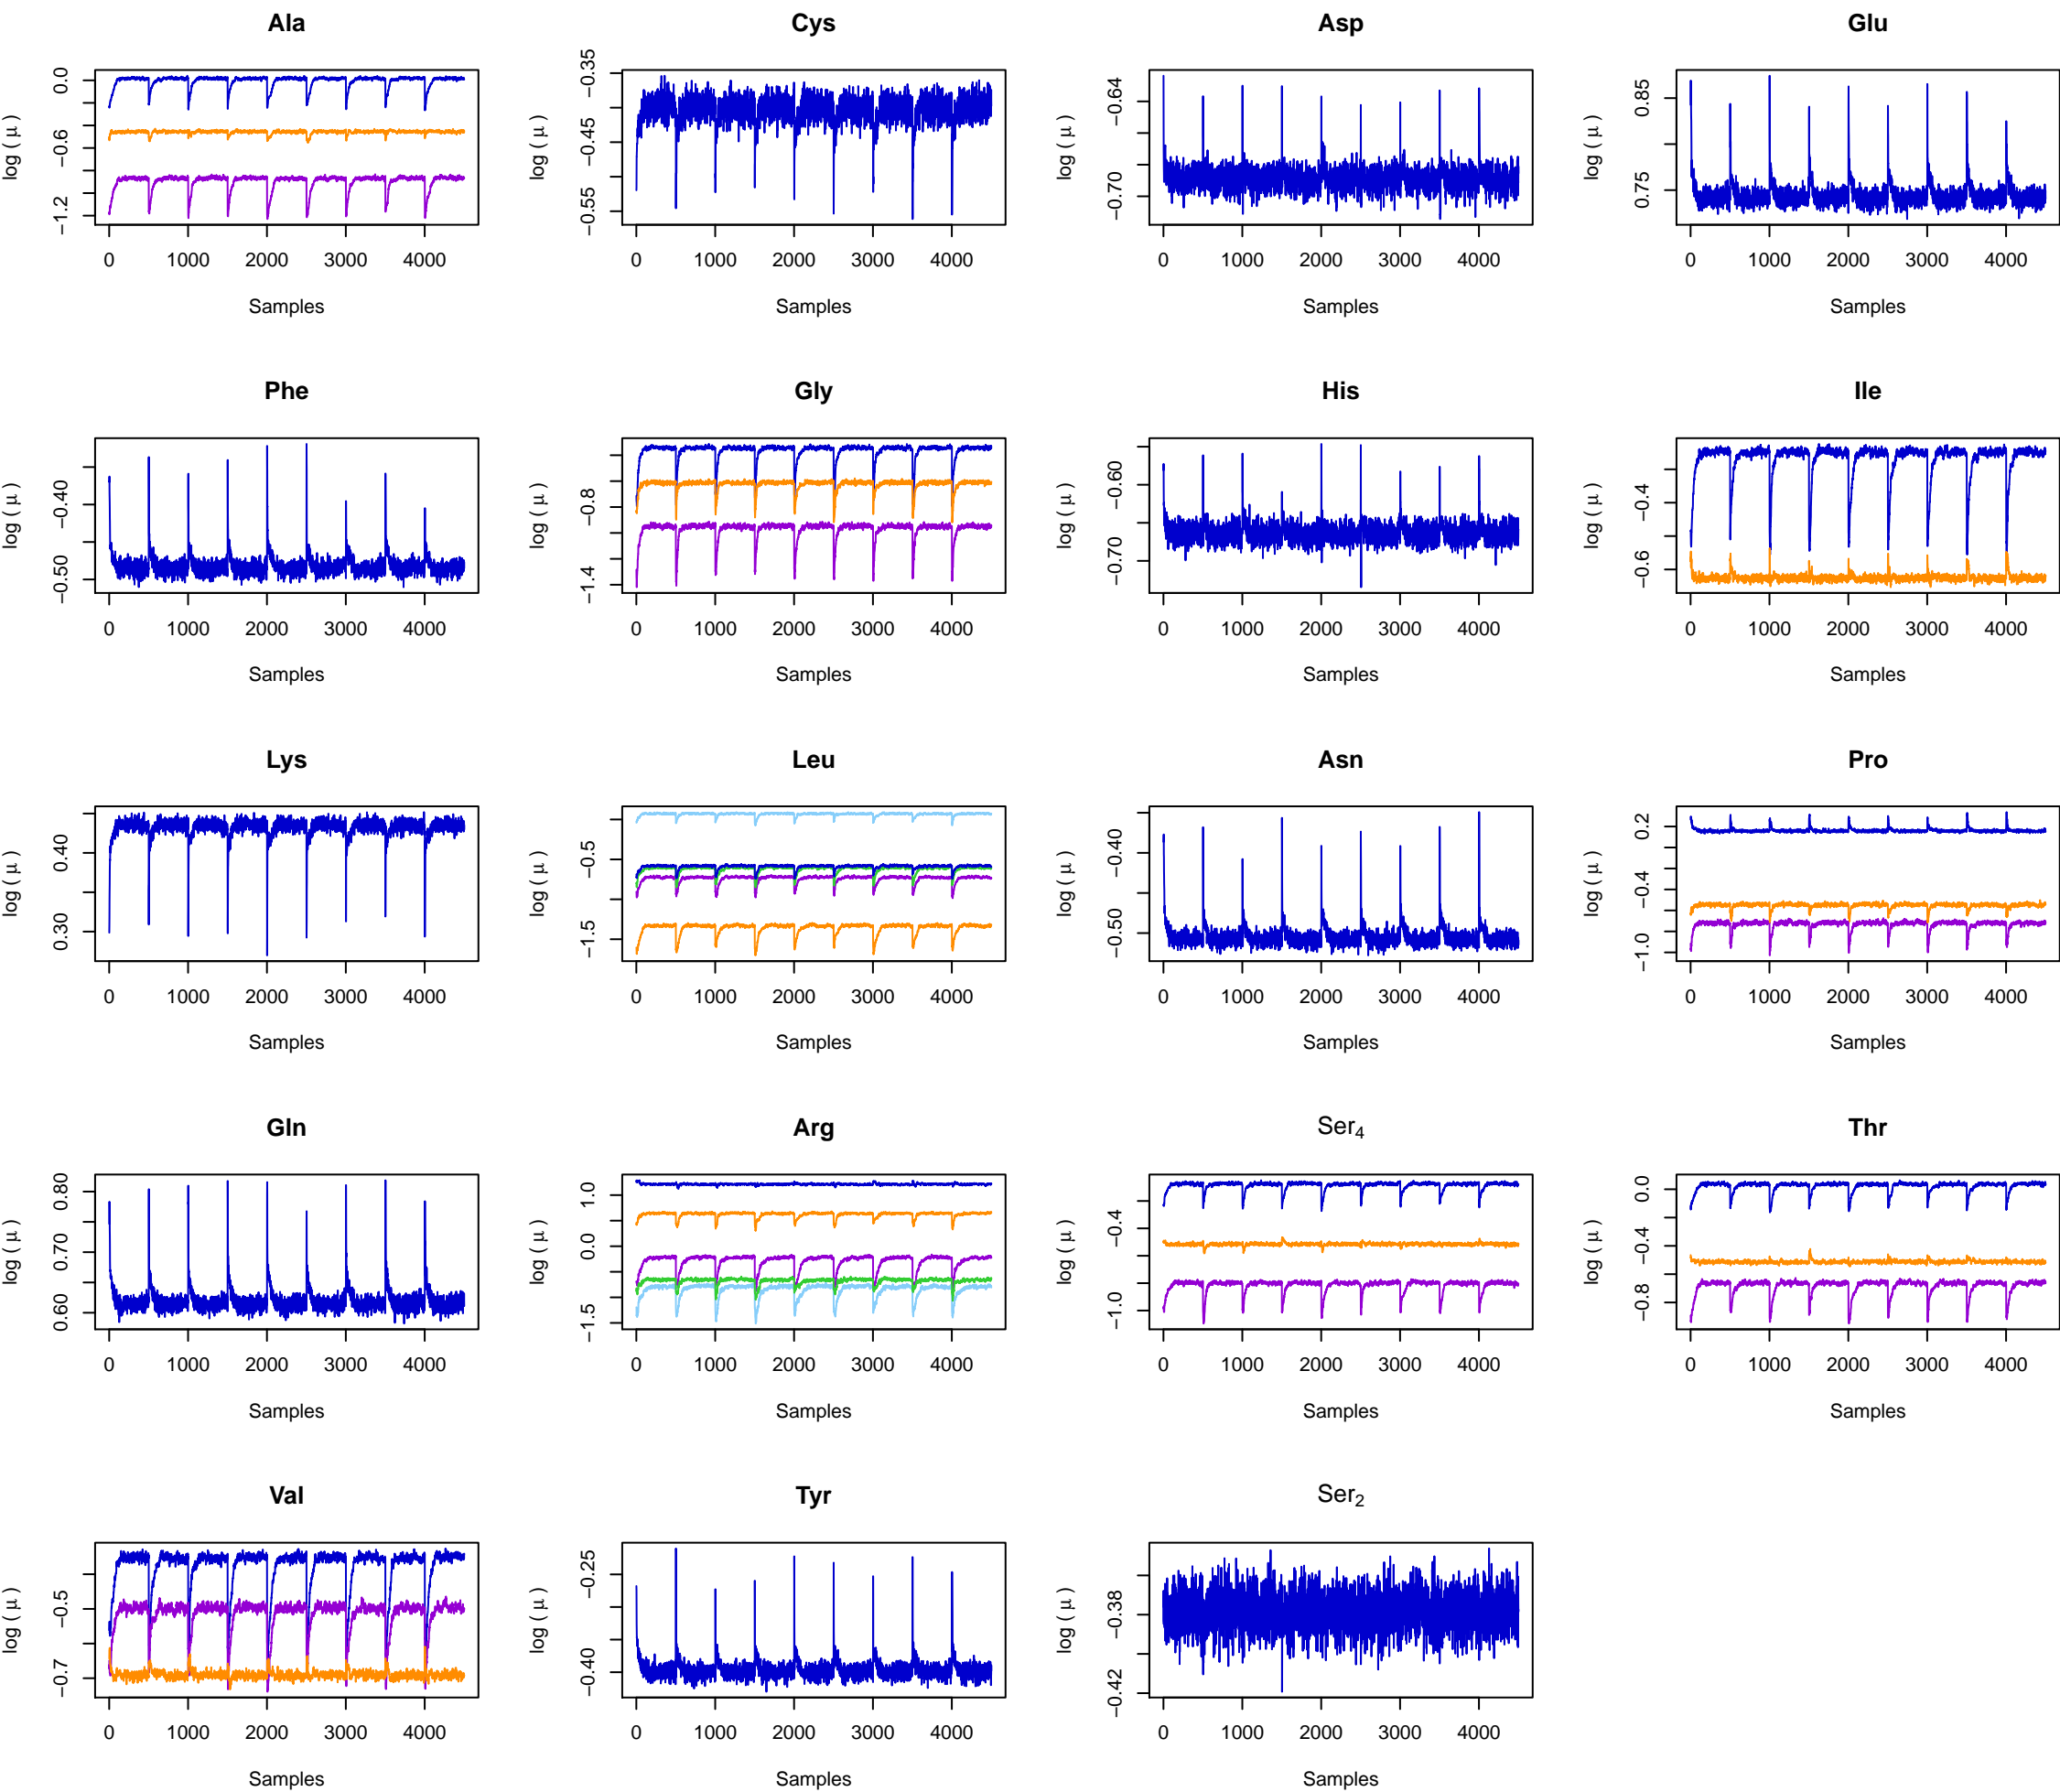 Ala
log ( μ )
0.0
−0.6
−1.2
0 1000 2000 3000 4000
Samples
Cys
log ( μ )
−0.35
−0.45
−0.55
0 1000 2000 3000 4000
Samples
Asp
log ( μ )
−0.64
−0.70
0 1000 2000 3000 4000
Samples
Glu
log ( μ )
0.85
0.75
0 1000 2000 3000 4000
Samples
Phe
log ( μ )
−0.40
−0.50
0 1000 2000 3000 4000
Samples
Gly
log ( μ )
−0.8
−1.4
0 1000 2000 3000 4000
Samples
His
log ( μ )
−0.60
−0.70
0 1000 2000 3000 4000
Samples
Ile
log ( μ )
−0.4
−0.6
0 1000 2000 3000 4000
Samples
Lys
log ( μ )
0.40
0.30
0 1000 2000 3000 4000
Samples
Leu
log ( μ )
−0.5
−1.5
0 1000 2000 3000 4000
Samples
Asn
log ( μ )
−0.40
−0.50
0 1000 2000 3000 4000
Samples
Pro
log ( μ )
0.2
−0.4
−1.0
0 1000 2000 3000 4000
Samples
Gln
log ( μ )
0.80
0.70
0.60
0 1000 2000 3000 4000
Samples
Arg
log ( μ )
1.0
0.0
−1.5
0 1000 2000 3000 4000
Samples
Ser₄
log ( μ )
−0.4
−1.0
0 1000 2000 3000 4000
Samples
Thr
log ( μ )
0.0
−0.4
−0.8
0 1000 2000 3000 4000
Samples
Val
log ( μ )
−0.5
−0.7
0 1000 2000 3000 4000
Samples
Tyr
log ( μ )
−0.25
−0.40
0 1000 2000 3000 4000
Samples
Ser₂
log ( μ )
−0.38
−0.42
0 1000 2000 3000 4000
Samples